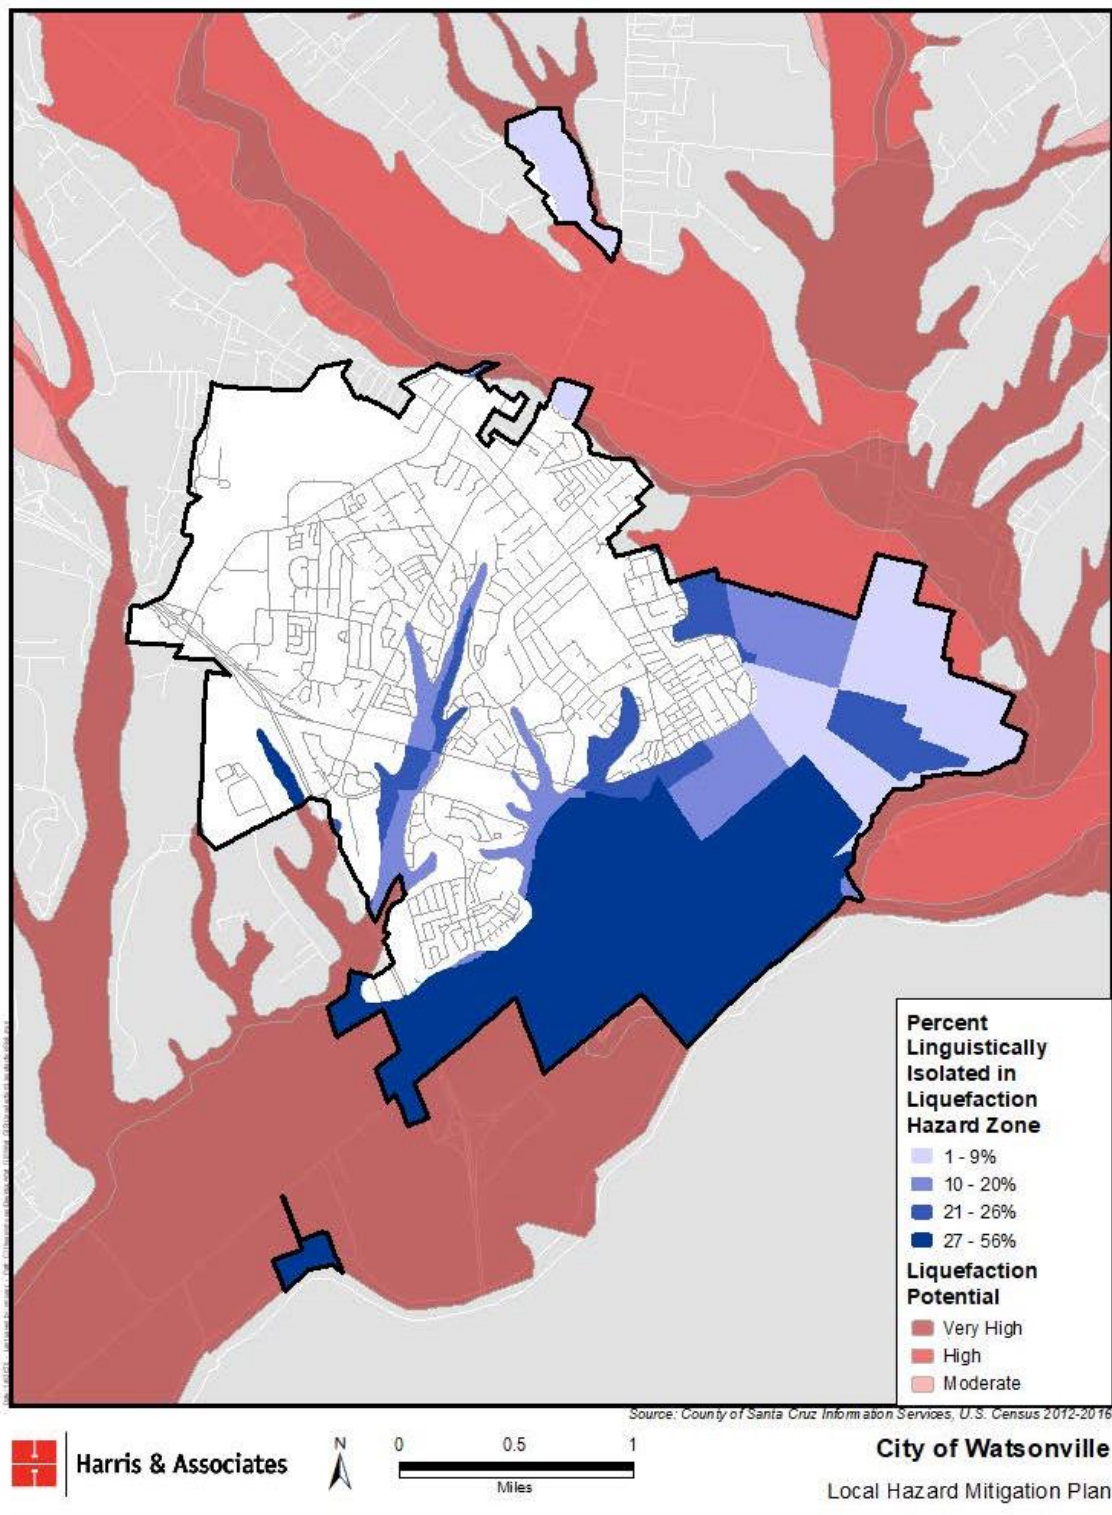 Percent
Linguistically
Isolated in
Liquefaction
Hazard Zone
1 - 9%
10 - 20%
21 - 26%
27 - 56%
Liquefaction
Potential
Very High
High
Moderate
Source: County of Santa Cruz Information Services, U.S. Census 2012-2016
Harris & Associates
N
0 0.5 1
Miles
City of Watsonville
Local Hazard Mitigation Plan